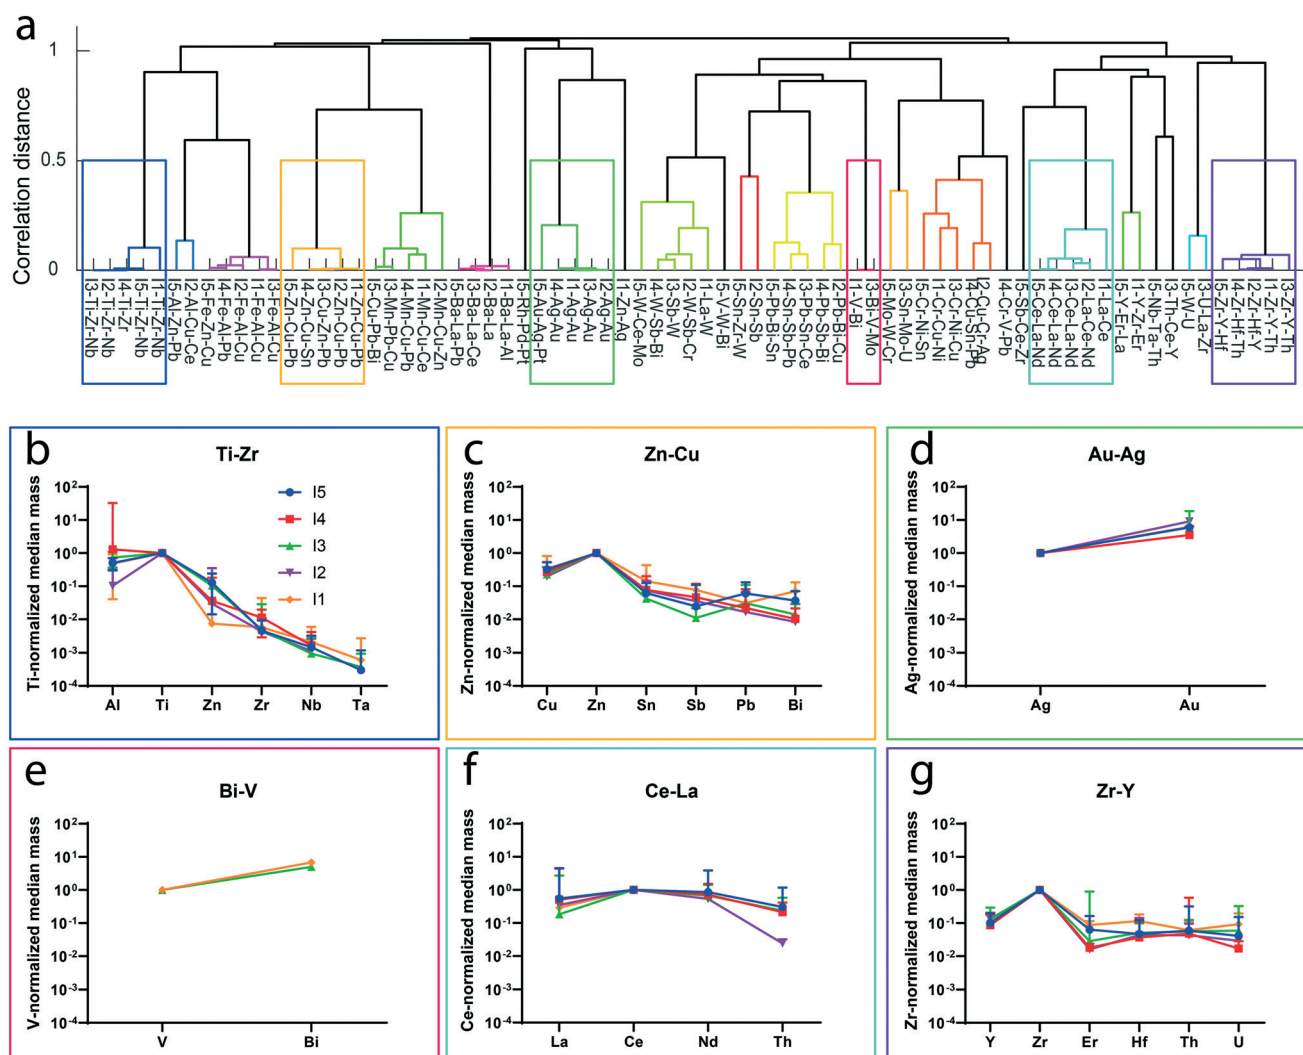 a
Correlation distance
1
0.5
0
I3-Ti-Zr-Nb
I2-Ti-Zr-Nb
I4-Ti-Zr
I5-Ti-Zr-Nb
I1-Ti-Zr-Nb
I5-Al-Zn-Pb
I2-Al-Cu-Ce
I5-Fe-Zn-Cu
I4-Fe-Al-Pb
I2-Fe-Al-Cu
I1-Fe-Al-Cu
I3-Fe-Al-Cu
I5-Zn-Cu-Pb
I4-Zn-Cu-Sn
I3-Cu-Zn-Pb
I2-Zn-Cu-Pb
I1-Zn-Cu-Pb
I5-Cu-Pb-Bi
I3-Mn-Pb-Cu
I4-Mn-Cu-Pb
I1-Mn-Cu-Ce
I2-Mn-Cu-Zn
I5-Ba-La-Pb
I3-Ba-La-Ce
I2-Ba-La
I1-Ba-La-Al
I5-Rh-Pd-Pt
I5-Au-Ag-Pt
I4-Ag-Au
I1-Ag-Au
I3-Ag-Au
I2-Ag-Au
I1-Zn-Ag
I5-W-Ce-Mo
I4-W-Sb-Bi
I3-Sb-W
I2-W-Sb-Cr
I1-La-W
I5-V-W-Bi
I5-Sn-Zr-W
I2-Sn-Sb
I5-Pb-Bi-Sn
I4-Sn-Sb-Pb
I3-Pb-Sn-Ce
I4-Pb-Sb-Bi
I2-Pb-Bi-Cu
I1-V-Bi
I3-Bi-V-Mo
I5-Mo-W-Cr
I3-Sn-Mo-U
I5-Cr-Ni-Sn
I1-Cr-Cu-Ni
I3-Cr-Ni-Cu
I2-Cu-Cr-Ag
I4-Cr-V-Pb
I5-Sb-Ce-Zr
I5-Ce-La-Nd
I4-Ce-La-Nd
I3-Ce-La-Nd
I2-La-Ce-Nd
I1-La-Ce
I5-Y-Er-La
I1-Y-Zr-Er
I5-Nb-Ta-Th
I3-Th-Ce-Y
I5-W-U
I3-U-La-Zr
I5-Zr-Y-Hf
I4-Zr-Hf-Th
I2-Zr-Hf-Y
I1-Zr-Y-Th
I3-Zr-Y-Th
b
Ti-Zr
Ti-normalized median mass
10²
10¹
10⁰
10⁻¹
10⁻²
10⁻³
10⁻⁴
I5
I4
I3
I2
I1
Al Ti Zn Zr Nb Ta
c
Zn-Cu
Zn-normalized median mass
10²
10¹
10⁰
10⁻¹
10⁻²
10⁻³
10⁻⁴
Cu Zn Sn Sb Pb Bi
d
Au-Ag
Ag-normalized median mass
10²
10¹
10⁰
10⁻¹
10⁻²
10⁻³
10⁻⁴
Ag Au
e
Bi-V
V-normalized median mass
10²
10¹
10⁰
10⁻¹
10⁻²
10⁻³
10⁻⁴
V Bi
f
Ce-La
Ce-normalized median mass
10²
10¹
10⁰
10⁻¹
10⁻²
10⁻³
10⁻⁴
La Ce Nd Th
g
Zr-Y
Zr-normalized median mass
10²
10¹
10⁰
10⁻¹
10⁻²
10⁻³
10⁻⁴
Y Zr Er Hf Th U